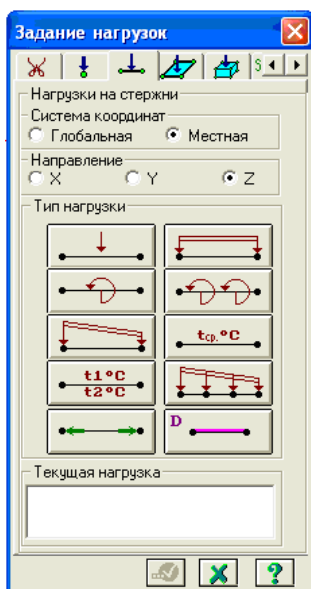 Задание нагрузок
S
Нагрузки на стержни
Система координат
Глобальная Местная
Направление
X Y Z
Тип нагрузки
tср.°C
t1°C
t2°C
D
Текущая нагрузка
?